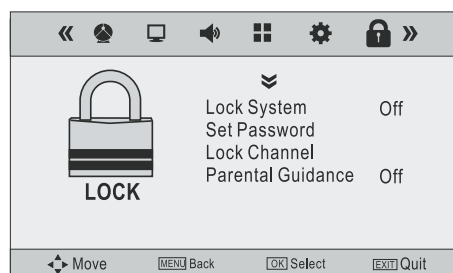 Lock System Off
Set Password
Lock Channel
Parental Guidance Off
LOCK
Move MENU Back OK Select EXIT Quit